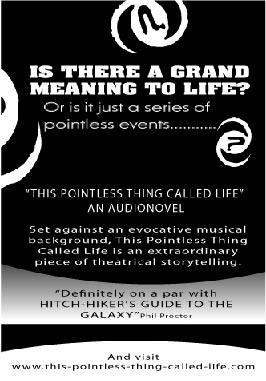 IS THERE A GRAND
MEANING TO LIFE?
Or is it just a series of
pointless events...........
?
"THIS POINTLESS THING CALLED LIFE"
AN AUDIONOVEL
Set against an evocative musical
background, This Pointless Thing
Called Life is an extraordinary
piece of theatrical storytelling.
"Definitely on a par with
HITCH-HIKER'S GUIDE TO THE
GALAXY" Phil Proctor
And visit
www.this-pointless-thing-called-life.com